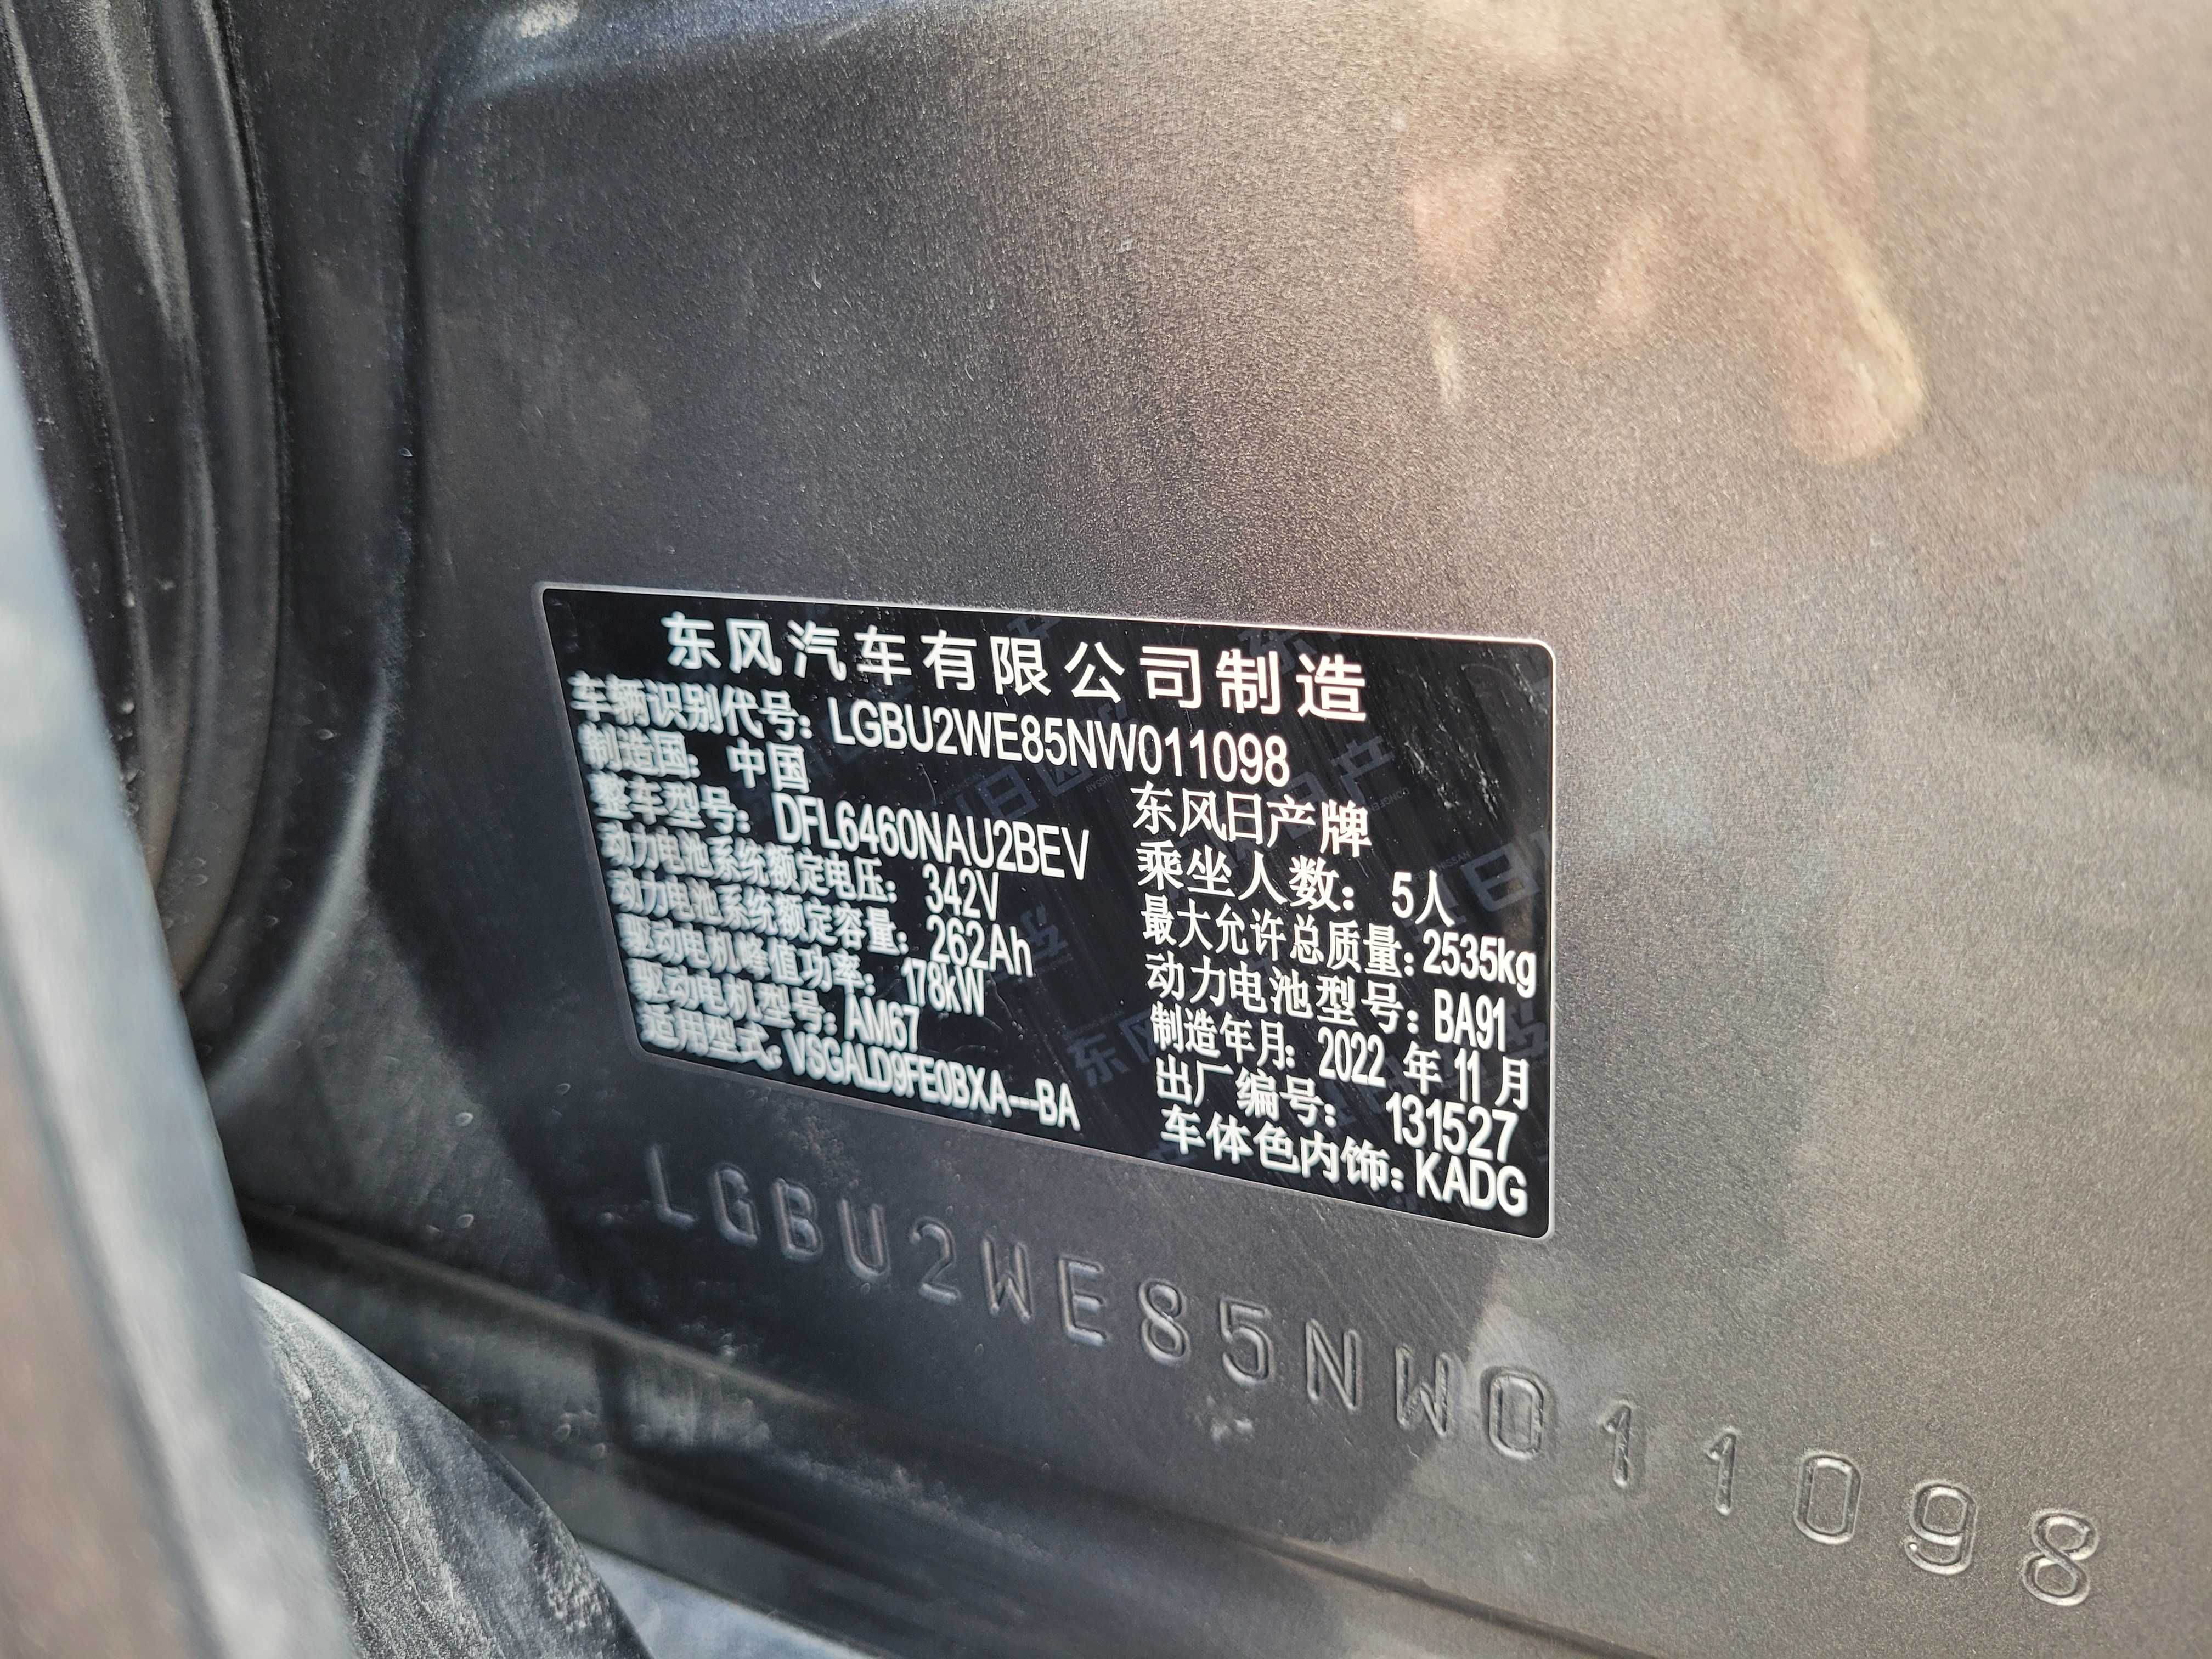 东风汽车有限公司制造
车辆识别代号: LGBU2WE85NW011098
制造国: 中国 东风日产牌
整车型号: DFL6460NAU2BEV 乘坐人数: 5人
动力电池系统额定电压: 342V 最大允许总质量: 2535kg
动力电池系统额定容量: 262Ah 动力电池型号: BA91
驱动电机峰值功率: 178kW 制造年月: 2022 年 11 月
驱动电机型号: AM67 出厂编号: 131527
适用型式: VSGALD9FE0BXA---BA 车体色内饰: KADG
LGBU2WE85NW011098